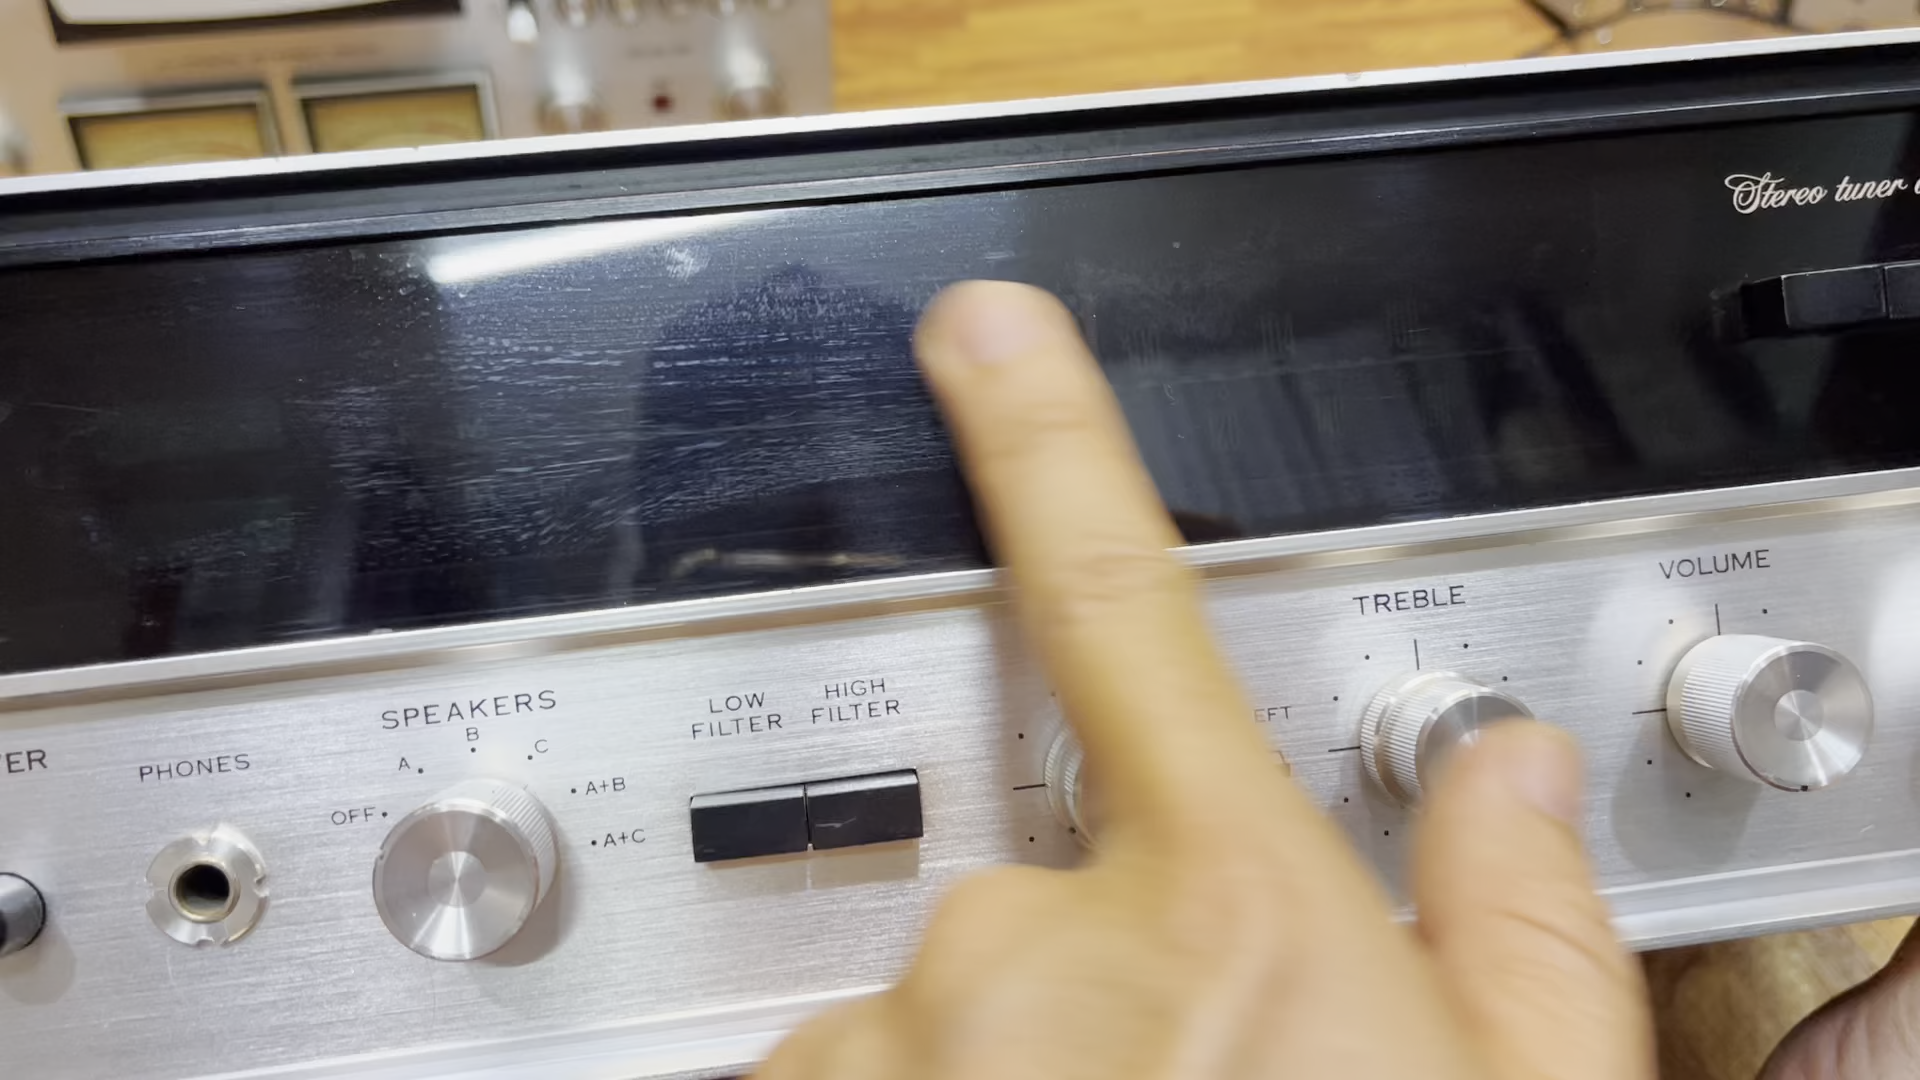 Stereo tuner
VOLUME
TREBLE
SPEAKERS
LOW
FILTER
HIGH
FILTER
B
C
A
A+B
PHONES
OFF
A+C